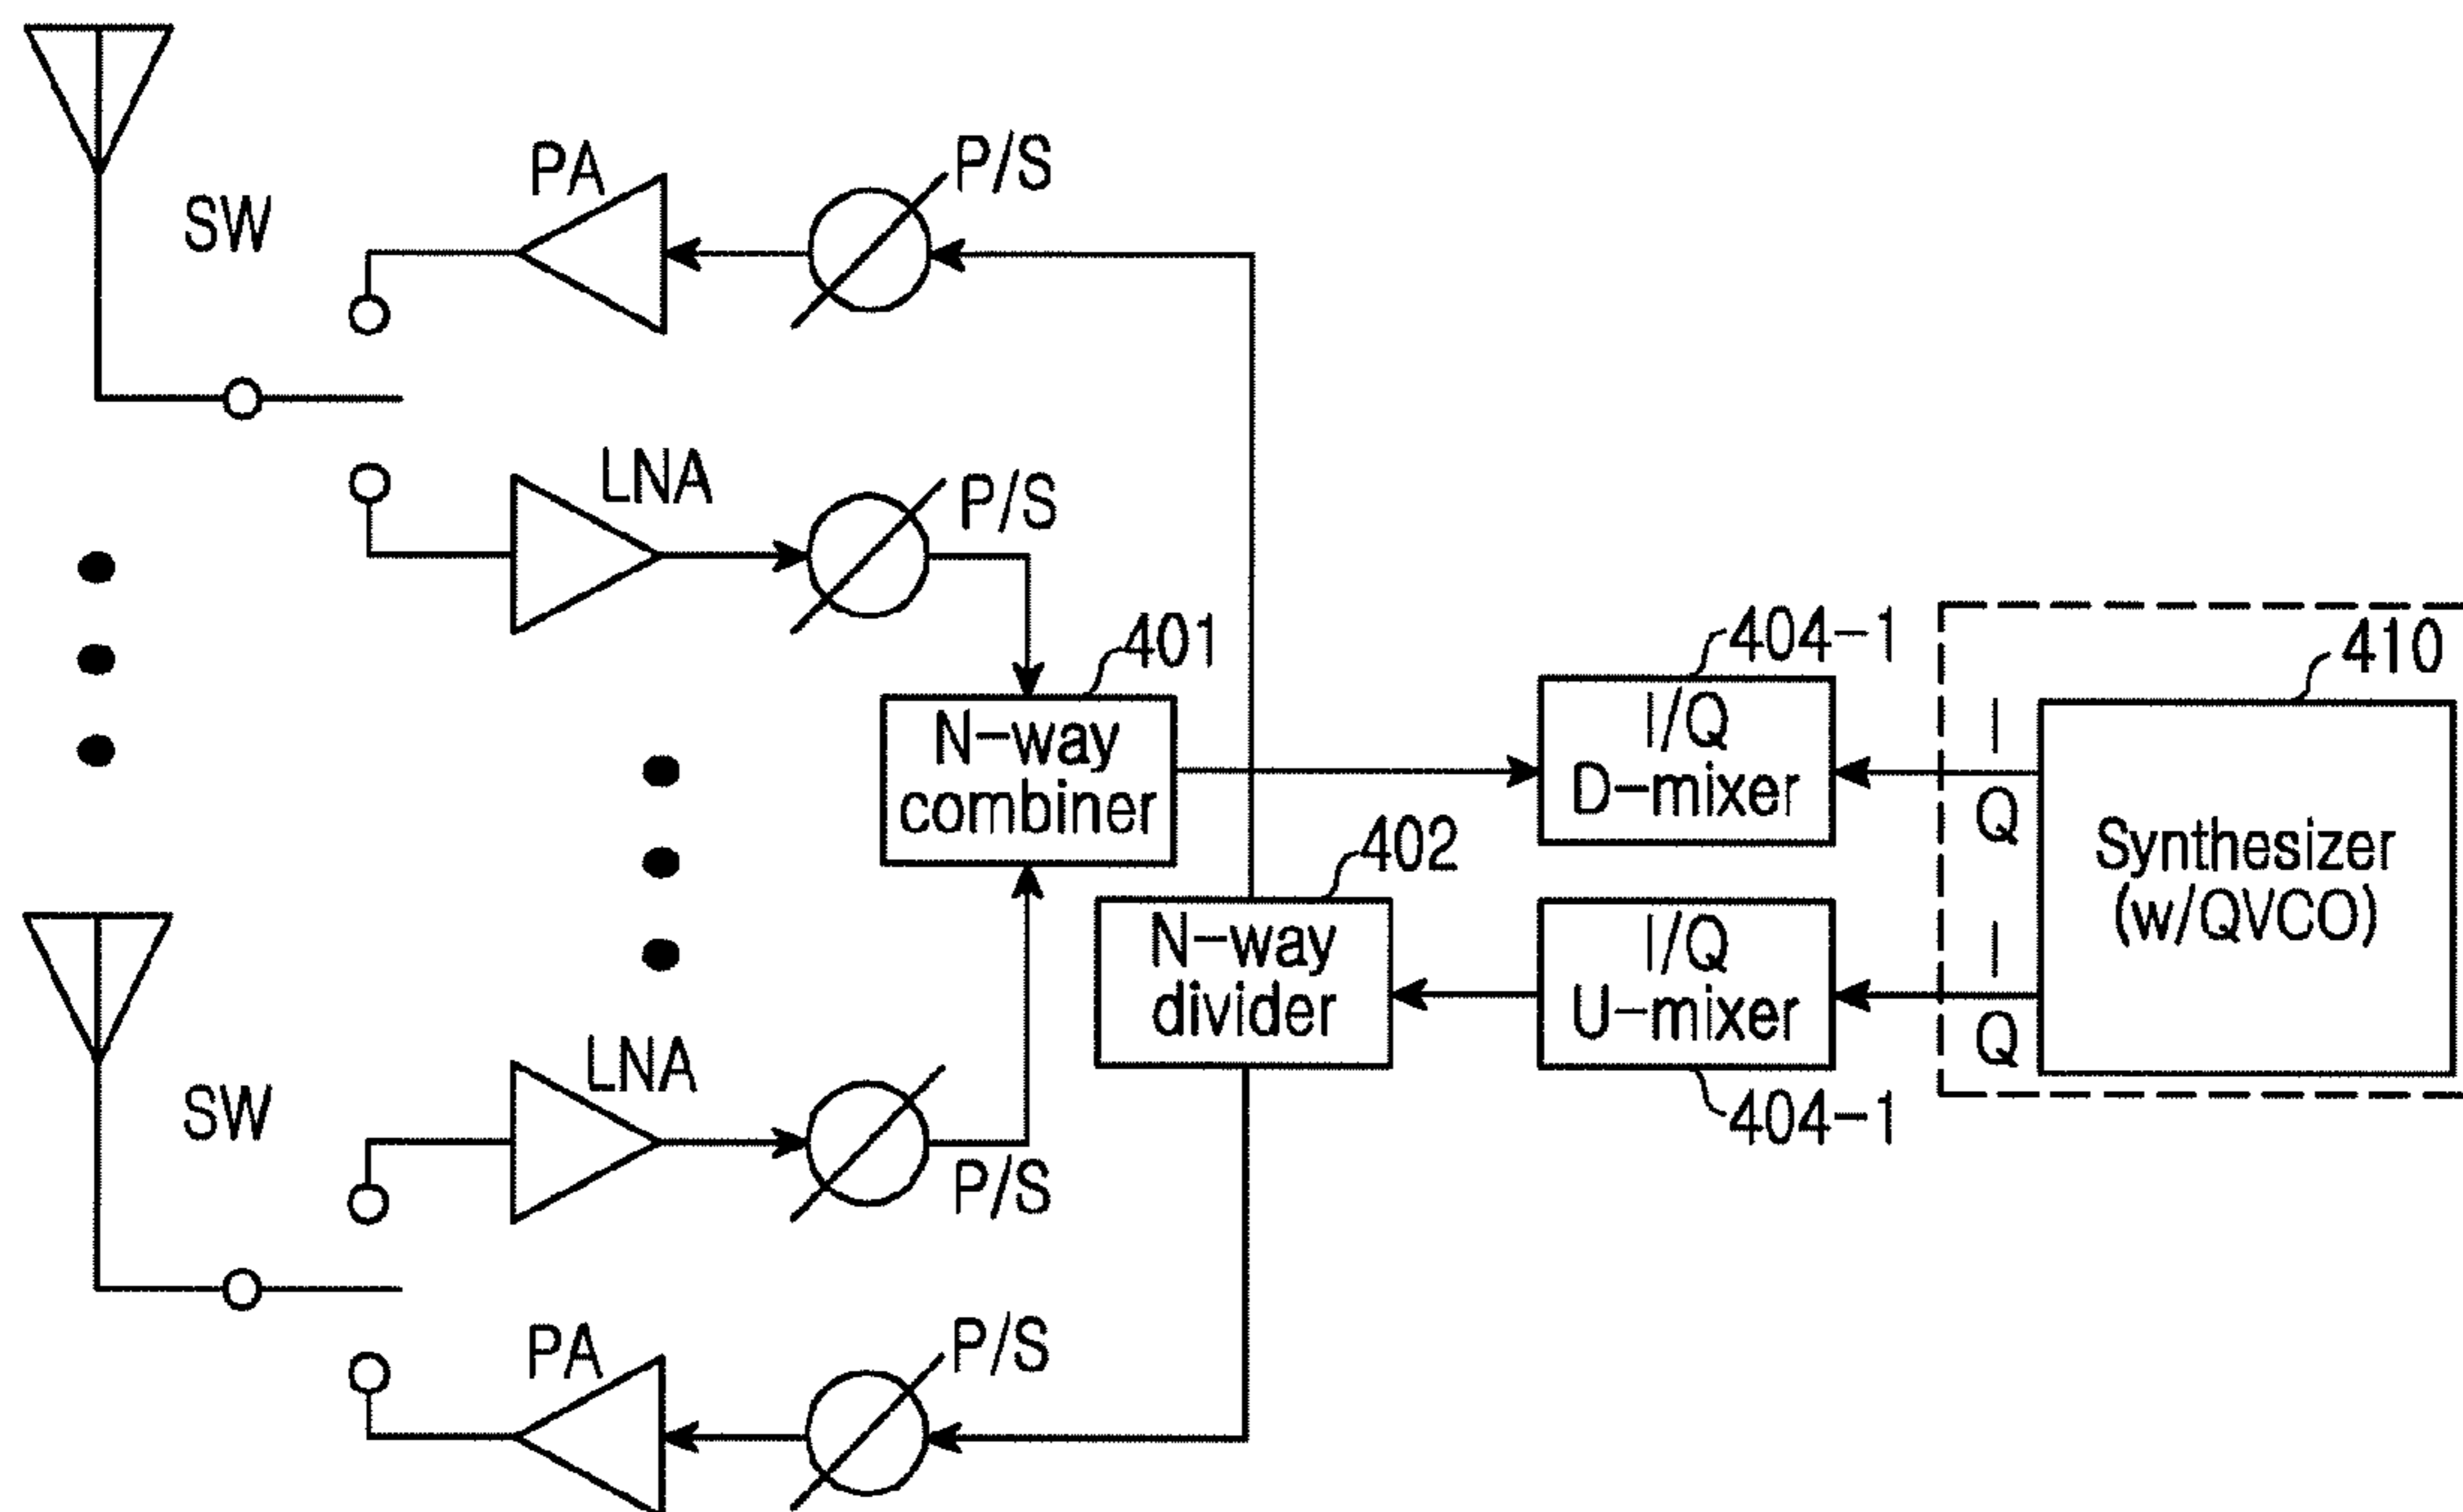 PA
P/S
SW
LNA
P/S
401
N-way
combiner
404-1
I/Q
D-mixer
I
Q
410
Synthesizer
(w/QVCO)
402
N-way
divider
I/Q
U-mixer
404-1
I
Q
LNA
P/S
SW
PA
P/S